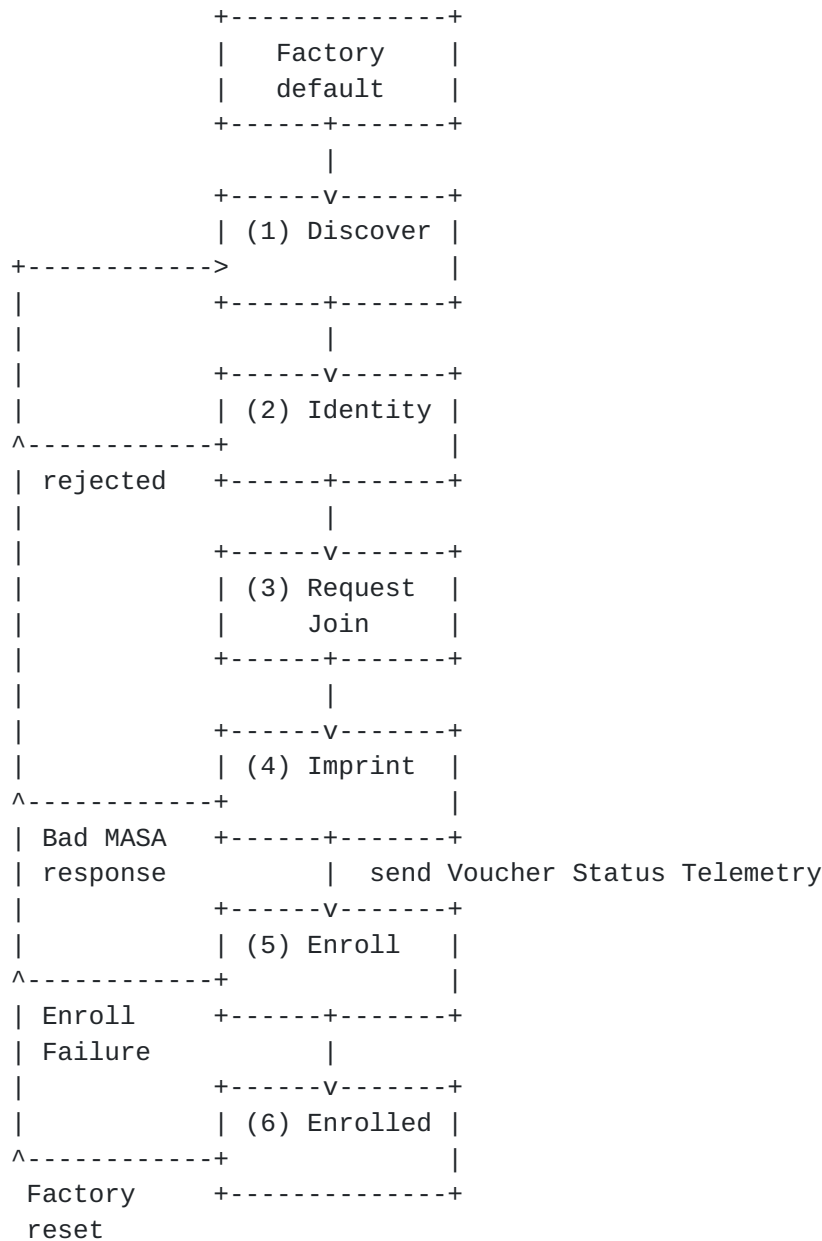 Factory
default
(1) Discover
(2) Identity
rejected
(3) Request
Join
(4) Imprint
Bad MASA
response
send Voucher Status Telemetry
(5) Enroll
Enroll
Failure
(6) Enrolled
Factory
reset